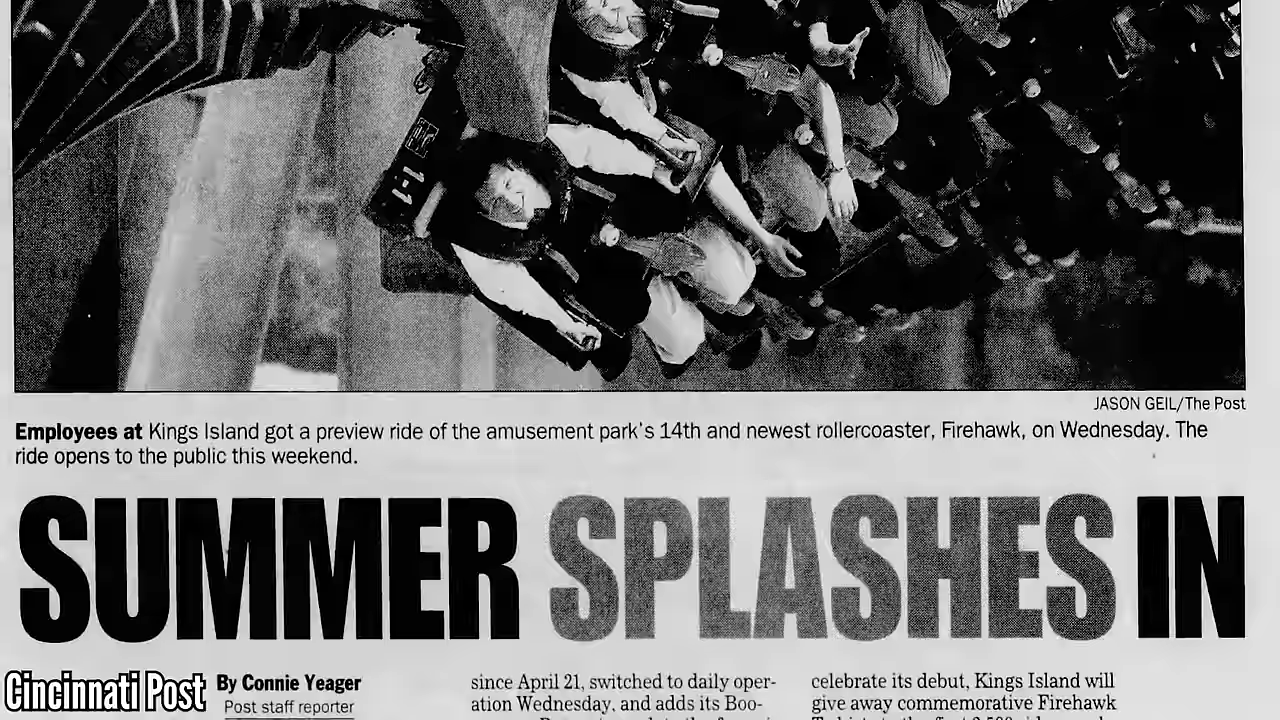 1-1
JASON GEIL/The Post
Employees at Kings Island got a preview ride of the amusement park's 14th and newest rollercoaster, Firehawk, on Wednesday. The
ride opens to the public this weekend.
SUMMER SPLASHES IN
Cincinnati Post
By Connie Yeager
Post staff reporter
since April 21, switched to daily oper-
ation Wednesday, and adds its Boo-
celebrate its debut, Kings Island will
give away commemorative Firehawk